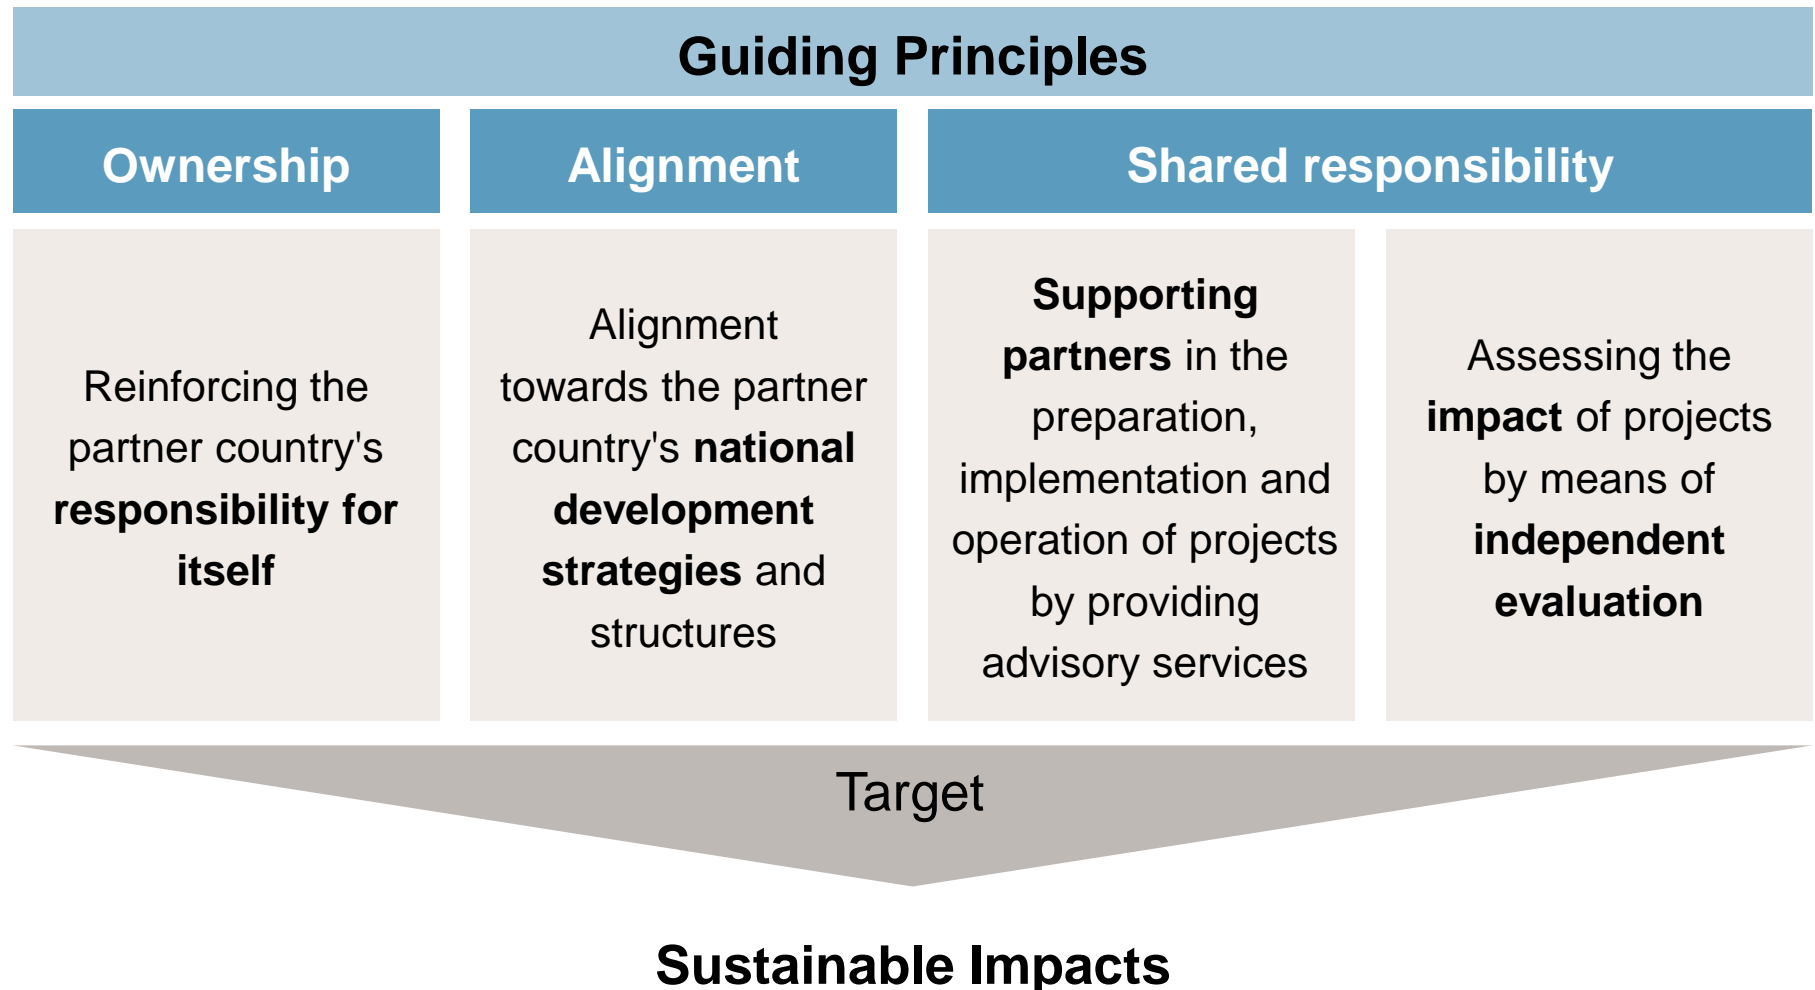 Guiding Principles
Ownership
Alignment
Shared responsibility
Reinforcing the
partner country's
responsibility for
itself
Alignment
towards the partner
country's national
development
strategies and
structures
Supporting
partners in the
preparation,
implementation and
operation of projects
by providing
advisory services
Assessing the
impact of projects
by means of
independent
evaluation
Target
Sustainable Impacts